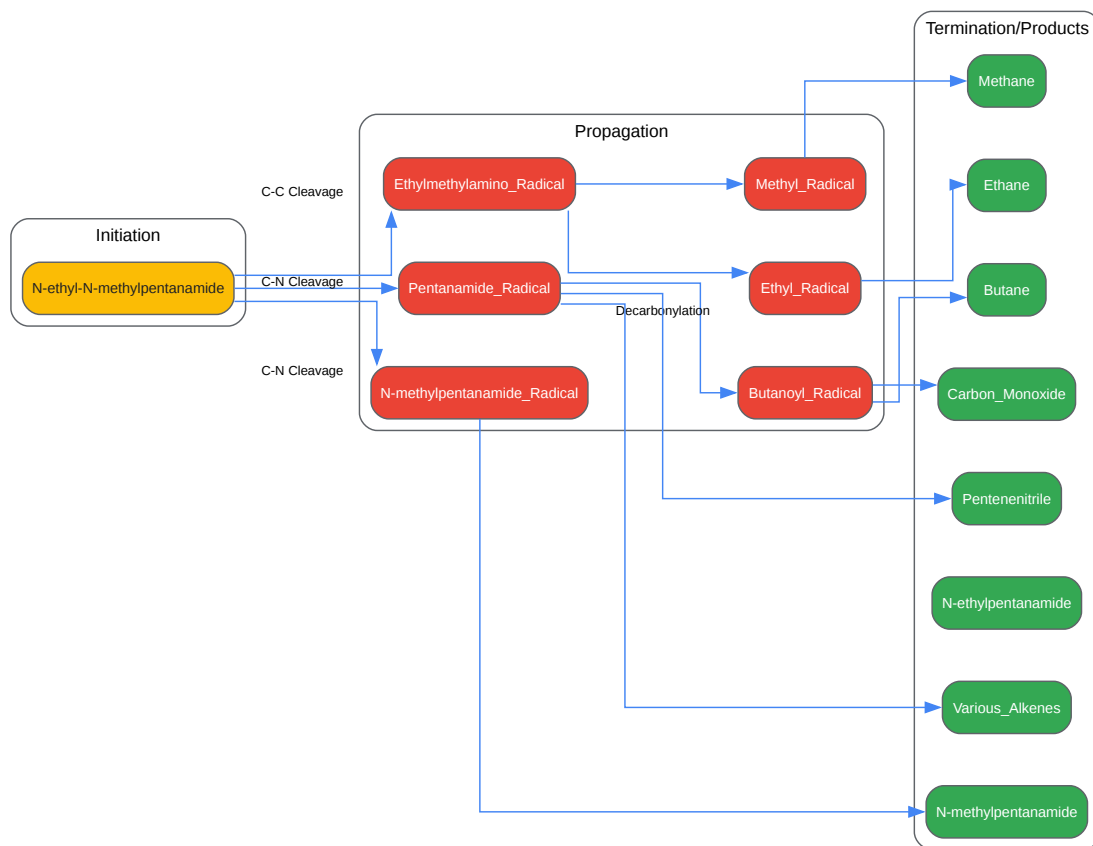 Termination/Products
Methane
Propagation
Ethylmethylamino_Radical
Methyl_Radical
Ethane
C-C Cleavage
Initiation
N-ethyl-N-methylpentanamide
C-N Cleavage
Pentanamide_Radical
Ethyl_Radical
Butane
Decarbonylation
C-N Cleavage
N-methylpentanamide_Radical
Butanoyl_Radical
Carbon_Monoxide
Pentenenitrile
N-ethylpentanamide
Various_Alkenes
N-methylpentanamide